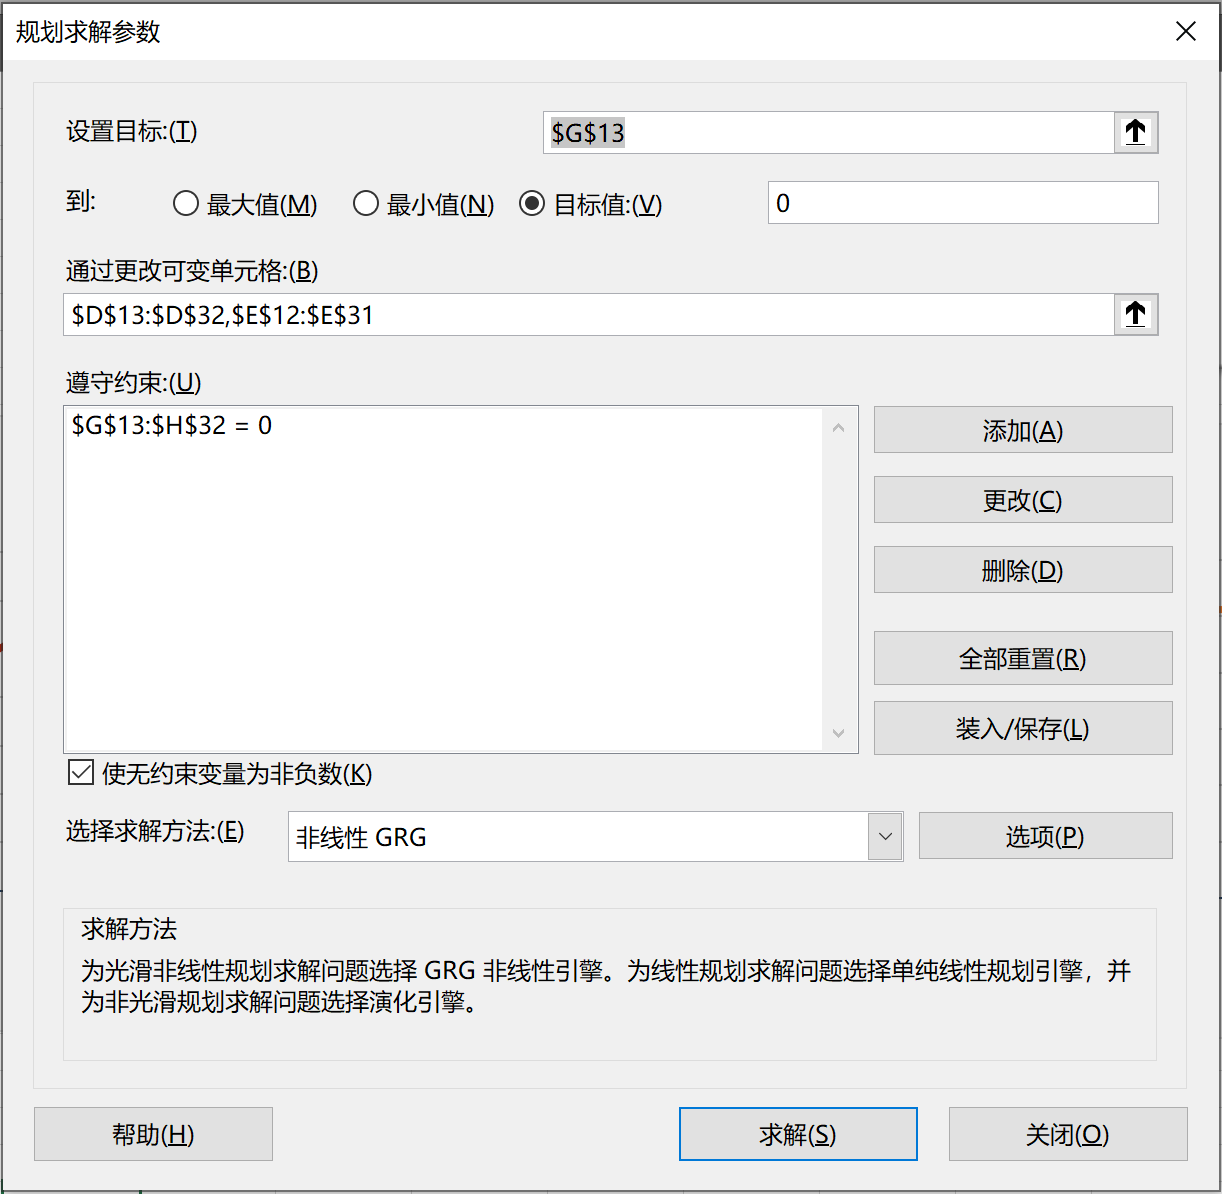 规划求解参数
设置目标:(T)
$G$13
到:
最大值(M)
最小值(N)
目标值:(V)
0
通过更改可变单元格:(B)
$D$13:$D$32,$E$12:$E$31
遵守约束:(U)
$G$13:$H$32 = 0
添加(A)
更改(C)
删除(D)
全部重置(R)
装入/保存(L)
使无约束变量为非负数(K)
选择求解方法:(E)
非线性 GRG
选项(P)
求解方法
为光滑非线性规划求解问题选择 GRG 非线性引擎。为线性规划求解问题选择单纯线性规划引擎，并
为非光滑规划求解问题选择演化引擎。
帮助(H)
求解(S)
关闭(O)